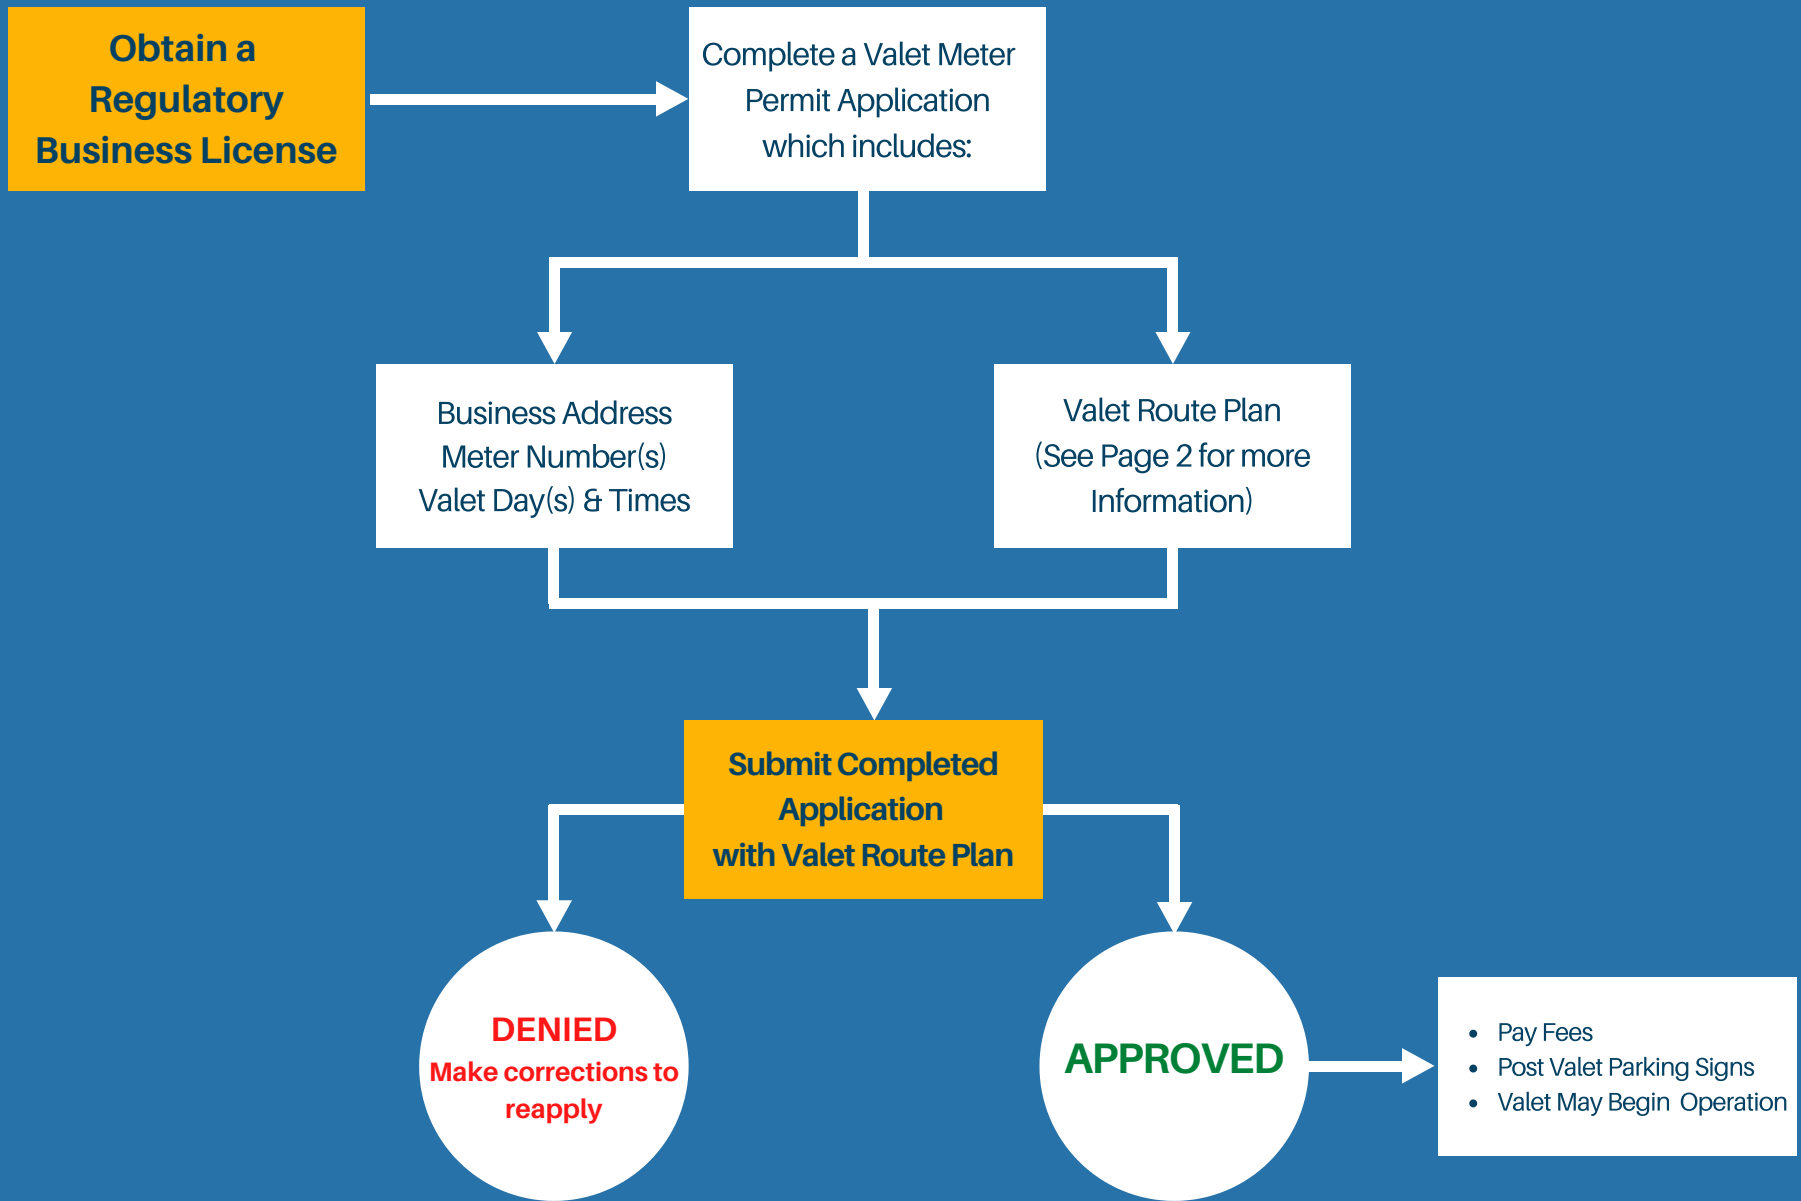 Obtain a
Regulatory
Business License
Complete a Valet Meter
Permit Application
which includes:
Business Address
Meter Number(s)
Valet Day(s) & Times
Valet Route Plan
(See Page 2 for more
Information)
Submit Completed
Application
with Valet Route Plan
DENIED
Make corrections to
reapply
APPROVED
• Pay Fees
• Post Valet Parking Signs
• Valet May Begin  Operation